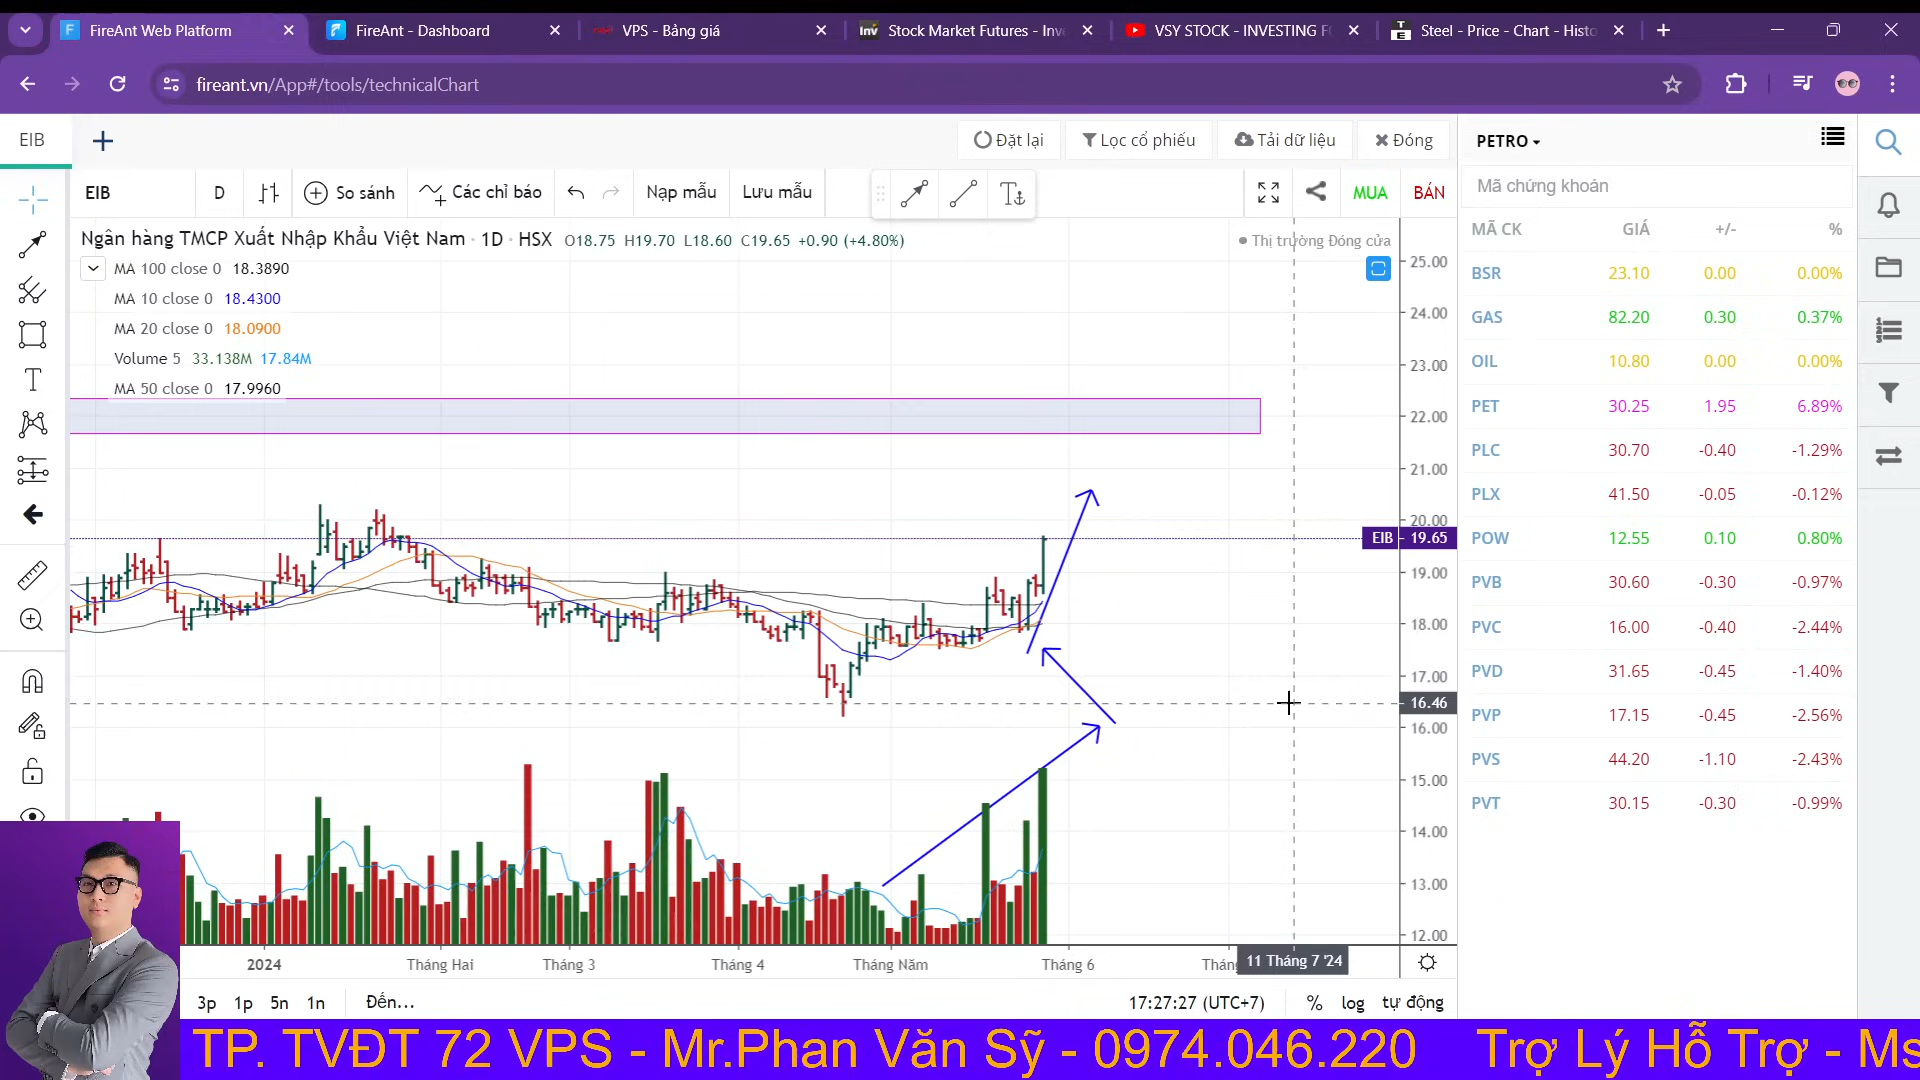 FireAnt Web Platform
FireAnt - Dashboard
VPS - Bảng giá
Inv
Stock Market Futures - Inv
VSY STOCK - INVESTING F
TE
Steel - Price - Chart - Histo
fireant.vn/App#/tools/technicalChart
EIB
Đặt lại
Lọc cổ phiếu
Tải dữ liệu
Đóng
PETRO
EIB
D
So sánh
Các chỉ báo
Nạp mẫu
Lưu mẫu
MUA
BÁN
Mã chứng khoán
Ngân hàng TMCP Xuất Nhập Khẩu Việt Nam · 1D · HSX O18.75 H19.70 L18.60 C19.65 +0.90 (+4.80%)
Thị trường Đóng cửa
MA 100 close 0 18.3890
MA 10 close 0 18.4300
MA 20 close 0 18.0900
Volume 5 33.138M 17.84M
MA 50 close 0 17.9960
25.00
24.00
23.00
22.00
21.00
20.00
EIB 19.65
19.00
18.00
17.00
16.46
16.00
15.00
14.00
13.00
12.00
MÃ CK GIÁ +/- %
BSR 23.10 0.00 0.00%
GAS 82.20 0.30 0.37%
OIL 10.80 0.00 0.00%
PET 30.25 1.95 6.89%
PLC 30.70 -0.40 -1.29%
PLX 41.50 -0.05 -0.12%
POW 12.55 0.10 0.80%
PVB 30.60 -0.30 -0.97%
PVC 16.00 -0.40 -2.44%
PVD 31.65 -0.45 -1.40%
PVP 17.15 -0.45 -2.56%
PVS 44.20 -1.10 -2.43%
PVT 30.15 -0.30 -0.99%
2024 Tháng Hai Tháng 3 Tháng 4 Tháng Năm Tháng 6 11 Tháng 7 '24
3p 1p 5n 1n Đến... 17:27:27 (UTC+7) % log tự động
TP. TVĐT 72 VPS - Mr.Phan Văn Sỹ - 0974.046.220 Trợ Lý Hỗ Trợ - Ms